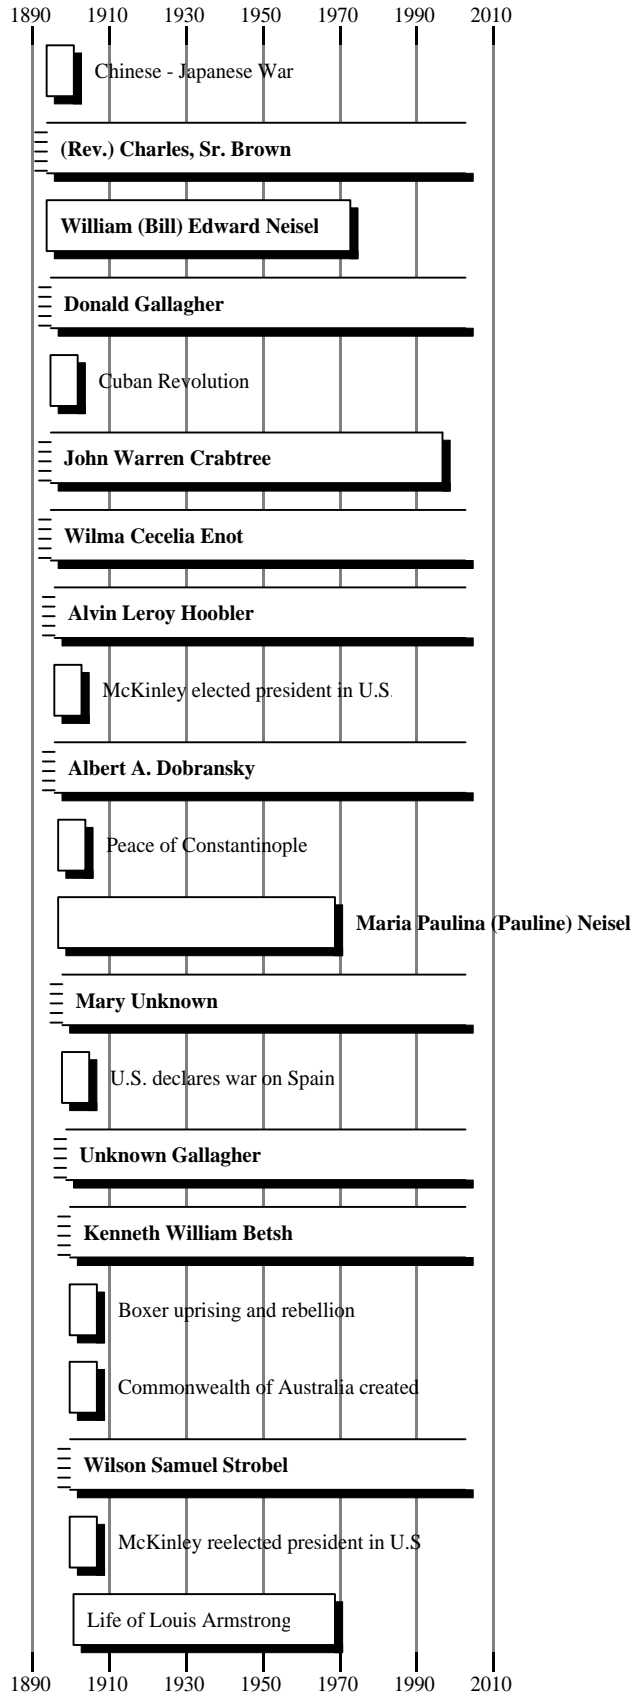 1890 1910 1930 1950 1970 1990 2010
Chinese - Japanese War
(Rev.) Charles, Sr. Brown
William (Bill) Edward Neisel
Donald Gallagher
Cuban Revolution
John Warren Crabtree
Wilma Cecelia Enot
Alvin Leroy Hoobler
McKinley elected president in U.S.
Albert A. Dobransky
Peace of Constantinople
Maria Paulina (Pauline) Neisel
Mary Unknown
U.S. declares war on Spain
Unknown Gallagher
Kenneth William Betsh
Boxer uprising and rebellion
Commonwealth of Australia created
Wilson Samuel Strobel
McKinley reelected president in U.S
Life of Louis Armstrong
1890 1910 1930 1950 1970 1990 2010